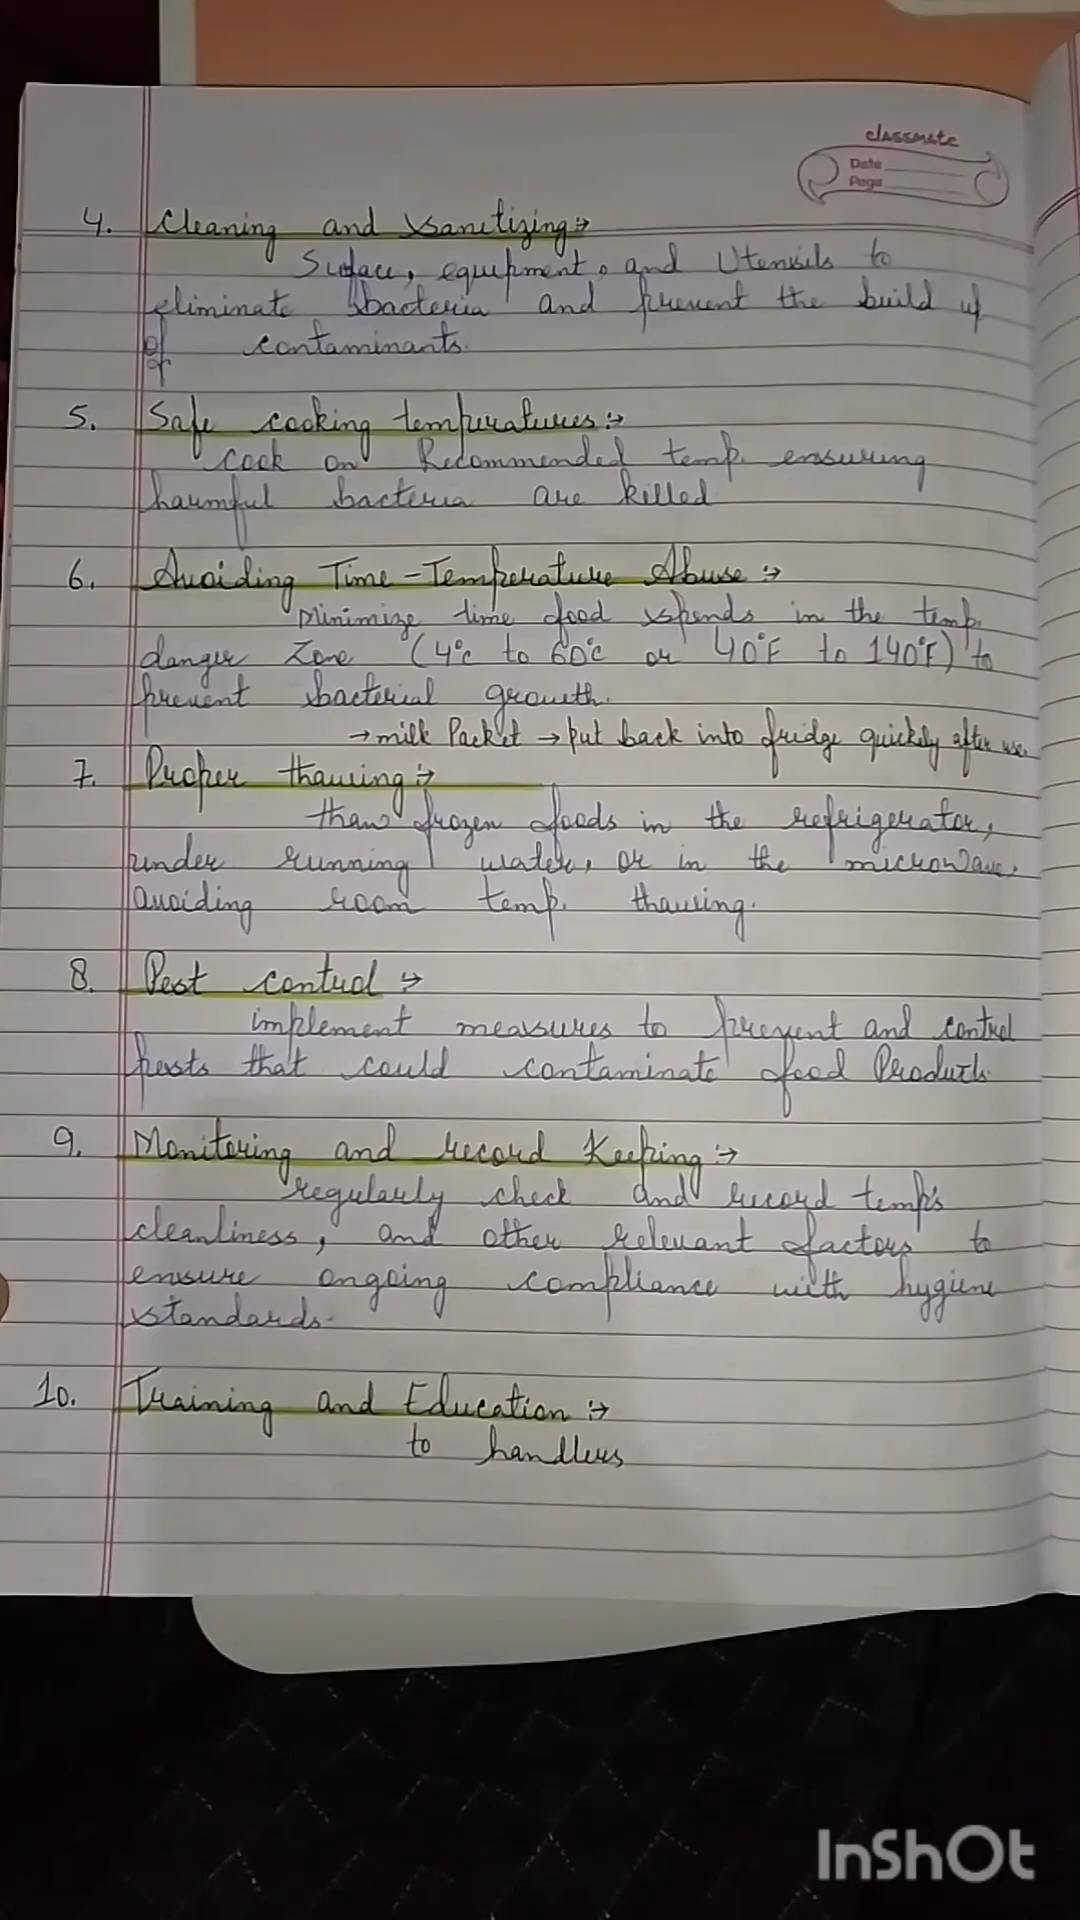 classmate
Date
Page
4. Cleaning and sanitizing :→
Surface, equipment, and Utensils to
eliminate bacteria and prevent the build up
of contaminants.
5. Safe cooking temperatures :→
Cook on Recommended temp. ensuring
harmful bacteria are killed
6. Avoiding Time-Temperature Abuse :→
Minimize time food spends in the temp.
danger Zone (4°C to 60°C or 40°F to 140°F) to
prevent bacterial growth.
→ milk Packet → put back into fridge quickly after use
7. Proper thawing :→
thaw frozen foods in the refrigerator,
under running water, or in the microwave,
avoiding room temp. thawing.
8. Pest control :→
implement measures to prevent and control
pests that could contaminate food Products
9. Monitoring and record Keeping :→
regularly check and record temp's
cleanliness, and other relevant factors to
ensure ongoing compliance with hygiene
standards.
10. Training and Education :→
to handlers
InShOt